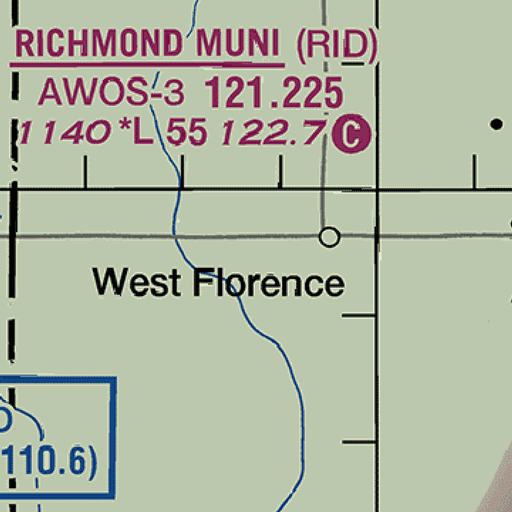 RICHMOND MUNI (RID)
AWOS-3 121.225
1140 *L 55 122.7 C
West Florence
110.6)